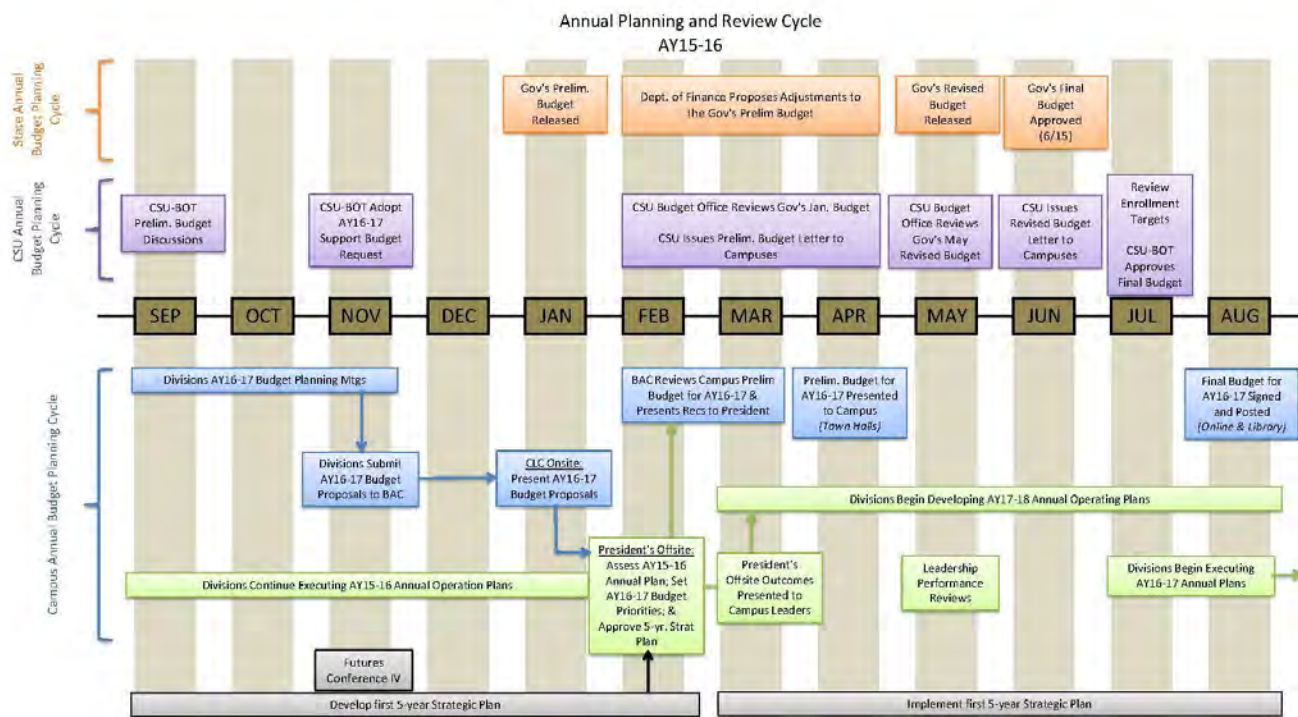 Annual Planning and Review Cycle
AY15-16
State Annual
Budget Planning
Cycle
Gov's Prelim.
Budget
Released
Dept. of Finance Proposes Adjustments to
the Gov's Prelim Budget
Gov's Revised
Budget
Released
Gov's Final
Budget
Approved
(6/15)
CSU Annual
Budget Planning
Cycle
CSU-BOT
Prelim. Budget
Discussions
CSU-BOT Adopt
AY16-17
Support Budget
Request
CSU Budget Office Reviews Gov's Jan. Budget
CSU Issues Prelim. Budget Letter to
Campuses
CSU Budget
Office Reviews
Gov's May
Revised Budget
CSU Issues
Revised Budget
Letter to
Campuses
Review
Enrollment
Targets
CSU-BOT
Approves
Final Budget
SEP
OCT
NOV
DEC
JAN
FEB
MAR
APR
MAY
JUN
JUL
AUG
Campus Annual Budget Planning Cycle
Divisions AY16-17 Budget Planning Mtgs
BAC Reviews Campus Prelim
Budget for AY16-17 &
Presents Recs to President
Prelim. Budget for
AY16-17 Presented
to Campus
(Town Halls)
Final Budget for
AY16-17 Signed
and Posted
(Online & Library)
Divisions Submit
AY16-17 Budget
Proposals to BAC
CLC Onsite:
Present AY16-17
Budget Proposals
Divisions Begin Developing AY17-18 Annual Operating Plans
Divisions Continue Executing AY15-16 Annual Operation Plans
President's Offsite:
Assess AY15-16
Annual Plan; Set
AY16-17 Budget
Priorities; &
Approve 5-yr. Strat
Plan
President's
Offsite Outcomes
Presented to
Campus Leaders
Leadership
Performance
Reviews
Divisions Begin Executing
AY16-17 Annual Plans
Futures
Conference IV
Develop first 5-year Strategic Plan
Implement first 5-year Strategic Plan